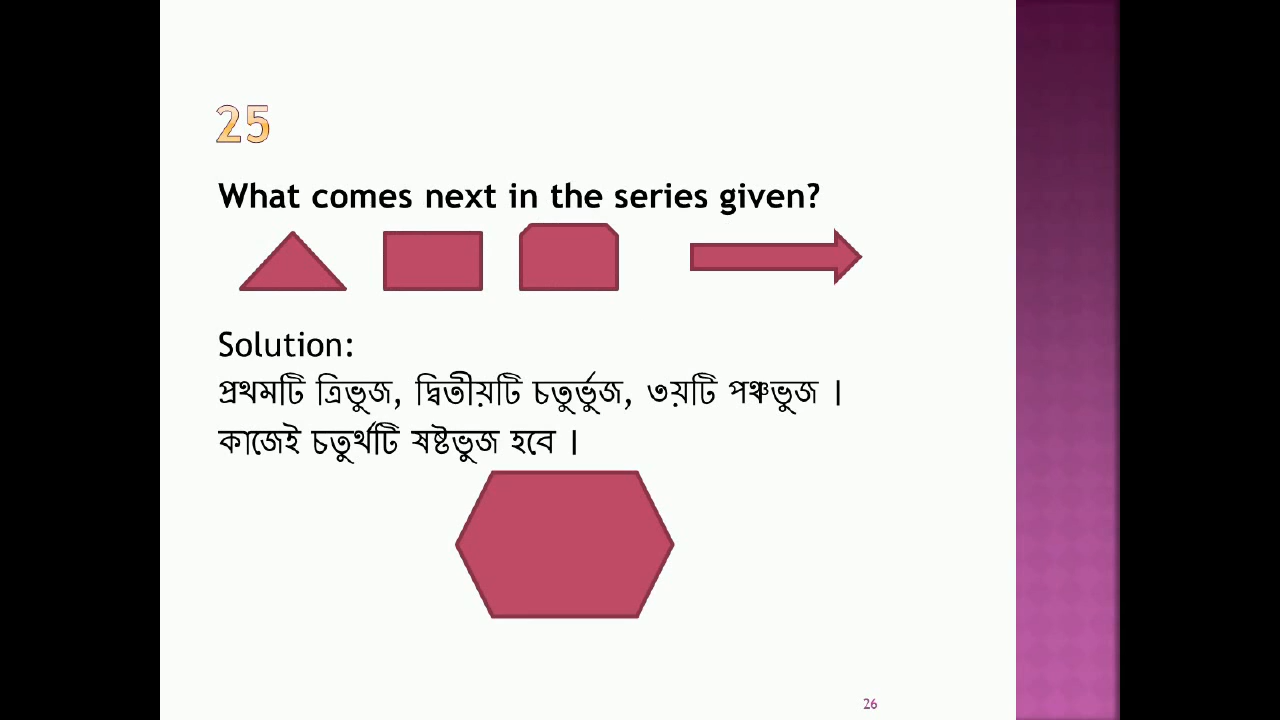 25
What comes next in the series given?
Solution:
প্রথমটি ত্রিভুজ, দ্বিতীয়টি চতুর্ভুজ, ৩য়টি পঞ্চভুজ ।
কাজেই চতুর্থটি ষষ্টভুজ হবে ।
26